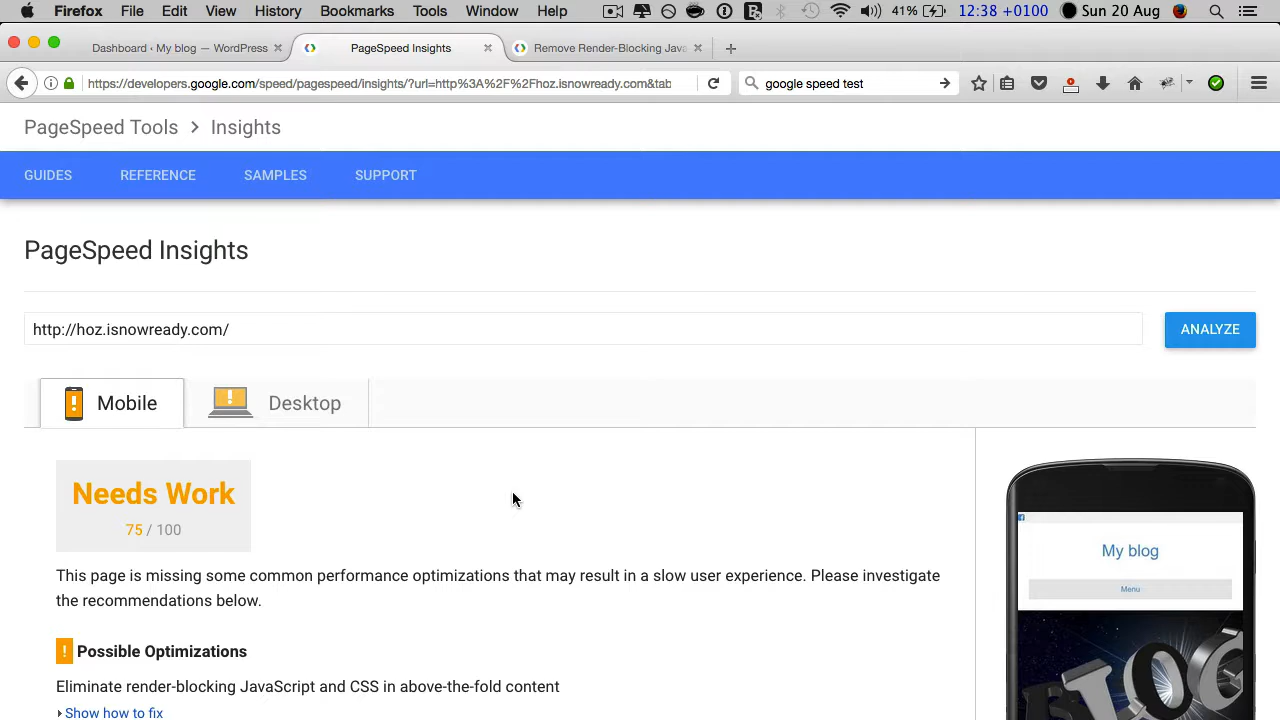 Firefox File Edit View History Bookmarks Tools Window Help 41% 12:38 +0100 Sun 20 Aug
Dashboard ‹ My blog — WordPress PageSpeed Insights Remove Render-Blocking Java
https://developers.google.com/speed/pagespeed/insights/?url=http%3A%2F%2Fhoz.isnowready.com&tab google speed test
PageSpeed Tools > Insights
GUIDES REFERENCE SAMPLES SUPPORT
PageSpeed Insights
http://hoz.isnowready.com/ ANALYZE
Mobile Desktop
Needs Work
75 / 100
This page is missing some common performance optimizations that may result in a slow user experience. Please investigate
the recommendations below.
! Possible Optimizations
Eliminate render-blocking JavaScript and CSS in above-the-fold content
Show how to fix
My blog
Menu
BLOG